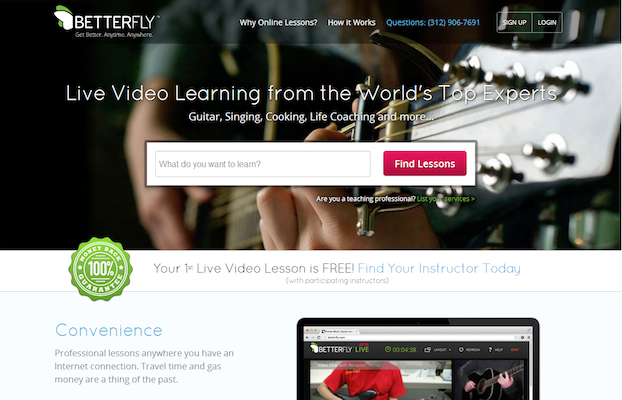 BETTERFLY™
Get Better. Anytime. Anywhere.
Why Online Lessons? How it Works Questions: (312) 906-7691 SIGN UP LOGIN
Live Video Learning from the World's Top Experts
Guitar, Singing, Cooking, Life Coaching and more...
What do you want to learn? Find Lessons
Are you a teaching professional? List your services >
MONEY BACK
100%
GUARANTEE
Your 1st Live Video Lesson is FREE! Find Your Instructor Today
(with participating instructors)
Convenience
Professional lessons anywhere you have an
Internet connection. Travel time and gas
money are a thing of the past.
betterfly.com
BETTERFLY LIVE 00:04:38 LAYOUT REFRESH ? HELP EXIT